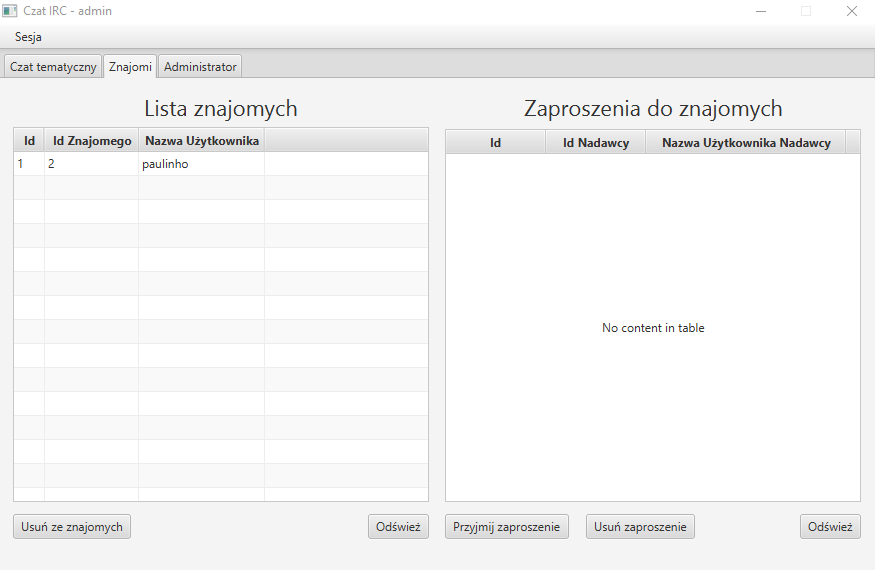 Czat IRC - admin
Sesja
Czat tematyczny Znajomi Administrator
Lista znajomych
Id Id Znajomego Nazwa Użytkownika
1 2 paulinho
Usuń ze znajomych Odśwież
Zaproszenia do znajomych
Id Id Nadawcy Nazwa Użytkownika Nadawcy
No content in table
Przyjmij zaproszenie Usuń zaproszenie Odśwież